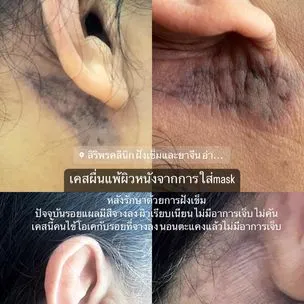 สิริพรคลินิก ฝังเข็มและยาจีน อ่า...
เคสผื่นแพ้ผิวหนังจากการใส่mask
หลังรักษาด้วยการฝังเข็ม
ปัจจุบันรอยแผลมีสีจางลง ผิวเรียบเนียน ไม่มีอาการเจ็บ ไม่คัน
เคสนี้คนไข้โอเคกับรอยที่จางลง นอนตะแคงแล้วไม่มีอาการเจ็บ